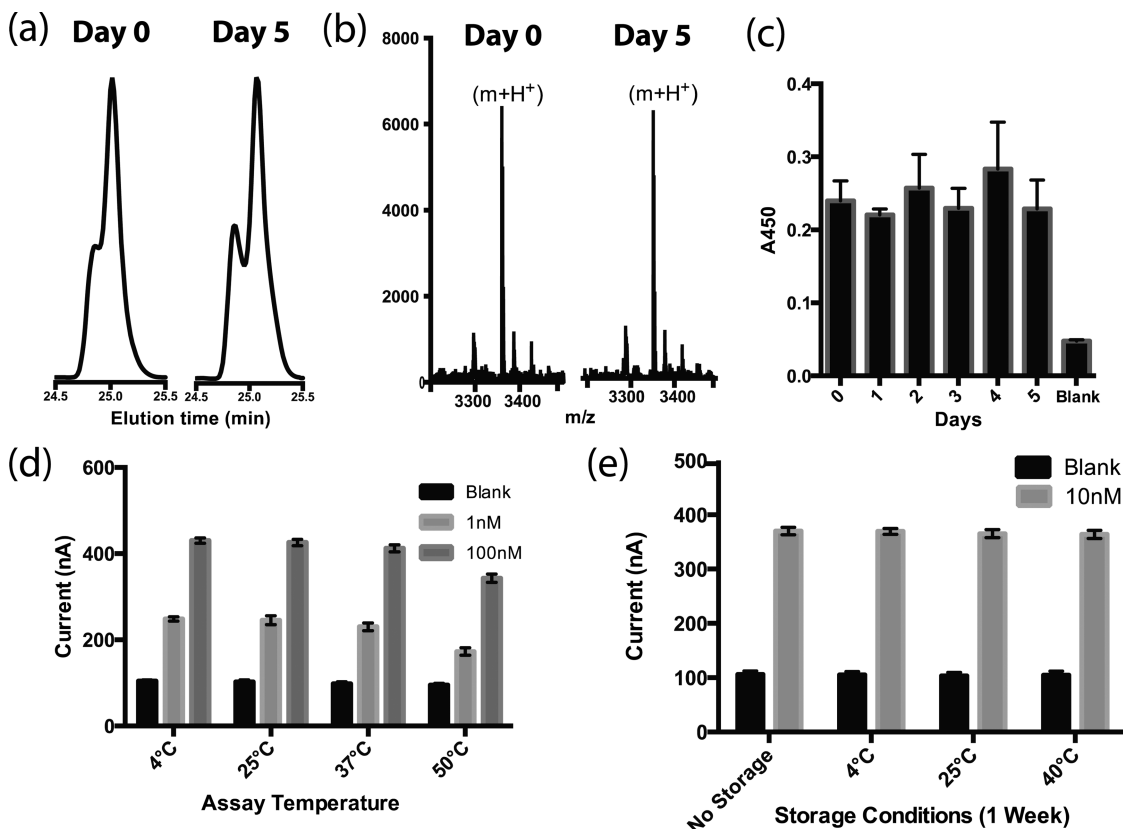 (a)
Day 0
Day 5
24.5
25.0
25.5
24.5
25.0
25.5
Elution time (min)
(b)
Day 0
Day 5
8000
6000
4000
2000
0
(m+H⁺)
(m+H⁺)
3300
3400
3300
3400
m/z
(c)
0.4
0.3
0.2
0.1
0.0
A450
0
1
2
3
4
5
Blank
Days
(d)
600
400
200
0
Current (nA)
Blank
1nM
100nM
4°C
25°C
37°C
50°C
Assay Temperature
(e)
500
400
300
200
100
0
Current (nA)
Blank
10nM
No Storage
4°C
25°C
40°C
Storage Conditions (1 Week)